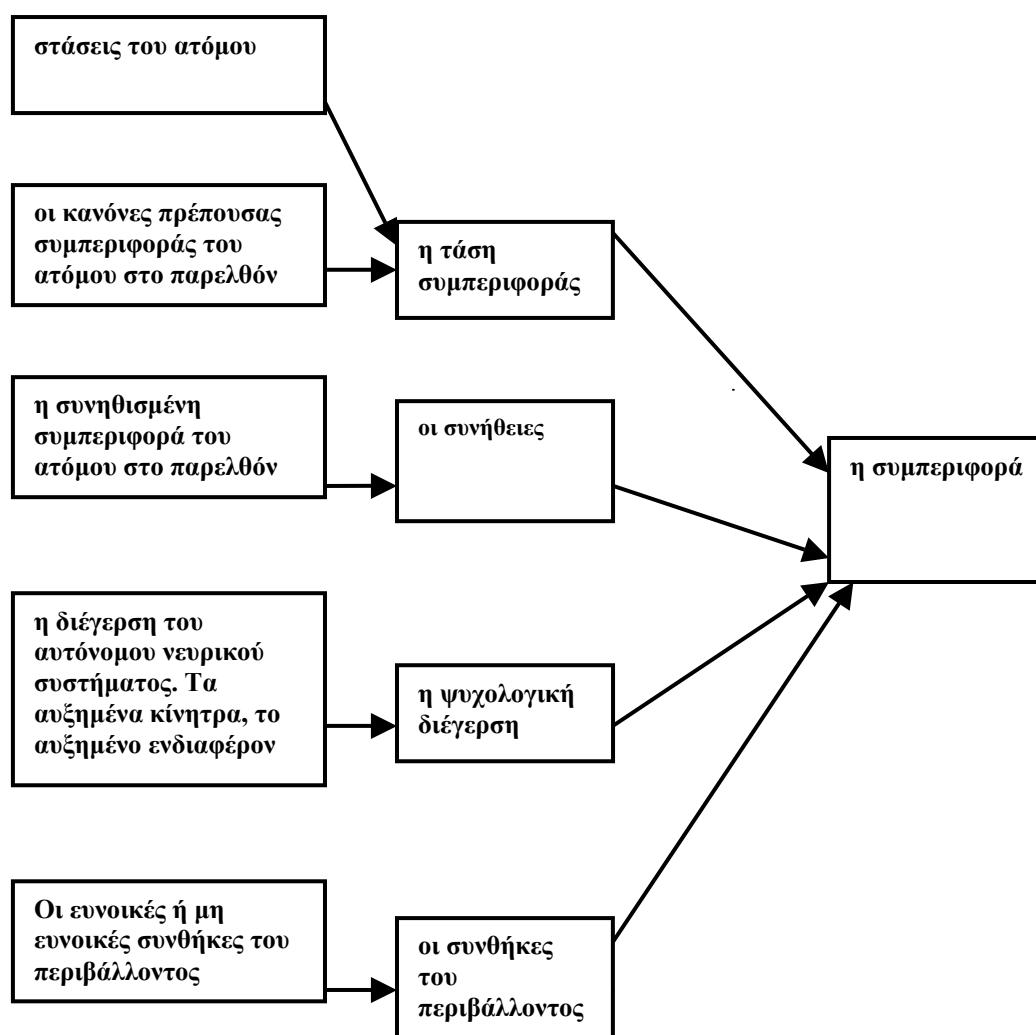 στάσεις του ατόμου
οι κανόνες πρέπουσας
συμπεριφοράς του
ατόμου στο παρελθόν
η τάση
συμπεριφοράς
η συνηθισμένη
συμπεριφορά του
ατόμου στο παρελθόν
οι συνήθειες
η συμπεριφορά
η διέγερση του
αυτόνομου νευρικού
συστήματος. Τα
αυξημένα κίνητρα, το
αυξημένο ενδιαφέρον
η ψυχολογική
διέγερση
Οι ευνοικές ή μη
ευνοικές συνθήκες του
περιβάλλοντος
οι συνθήκες
του
περιβάλλοντος